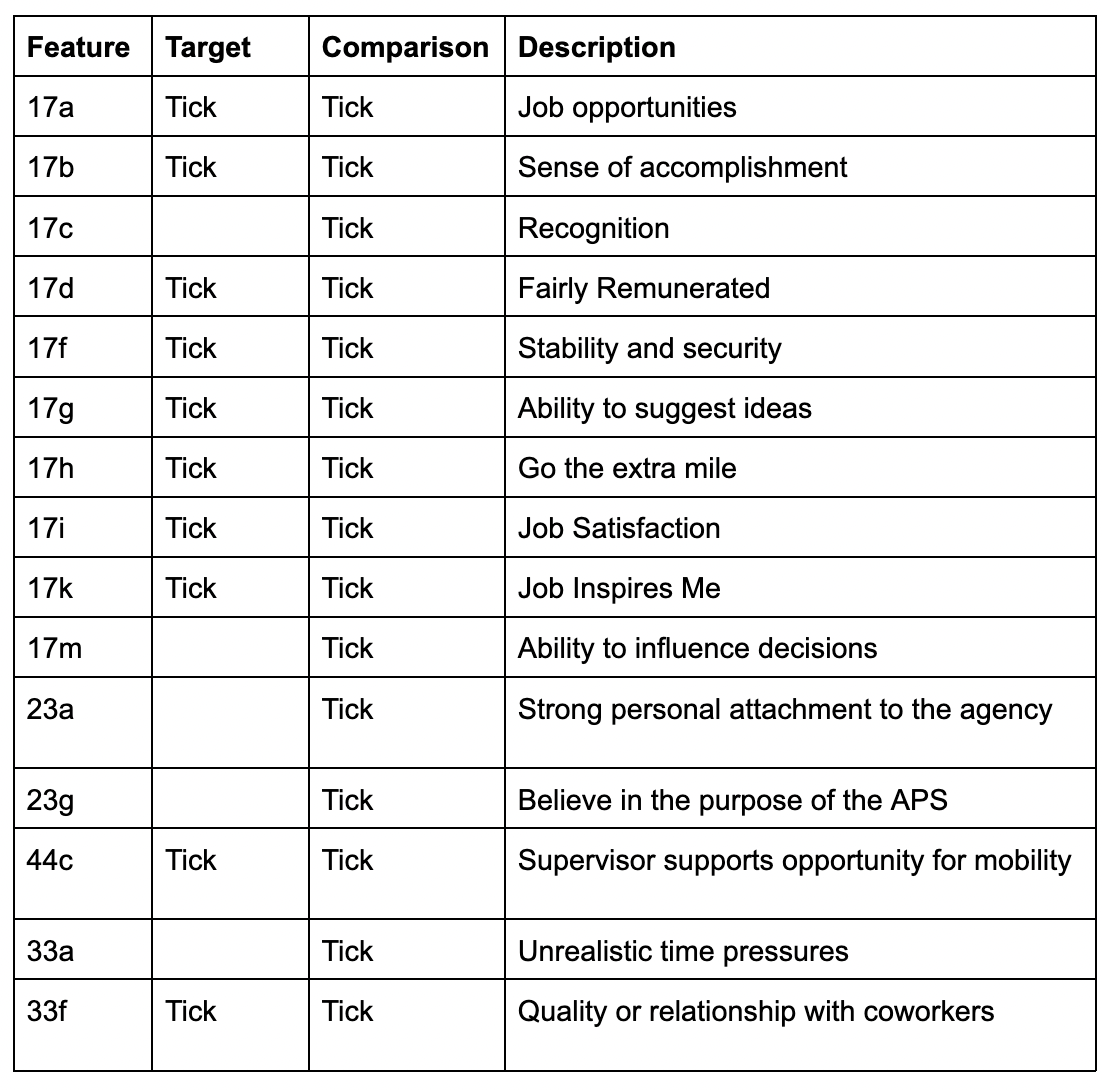 Feature Target Comparison Description
17a Tick Tick Job opportunities
17b Tick Tick Sense of accomplishment
17c Tick Recognition
17d Tick Tick Fairly Remunerated
17f Tick Tick Stability and security
17g Tick Tick Ability to suggest ideas
17h Tick Tick Go the extra mile
17i Tick Tick Job Satisfaction
17k Tick Tick Job Inspires Me
17m Tick Ability to influence decisions
23a Tick Strong personal attachment to the agency
23g Tick Believe in the purpose of the APS
44c Tick Tick Supervisor supports opportunity for mobility
33a Tick Unrealistic time pressures
33f Tick Tick Quality or relationship with coworkers